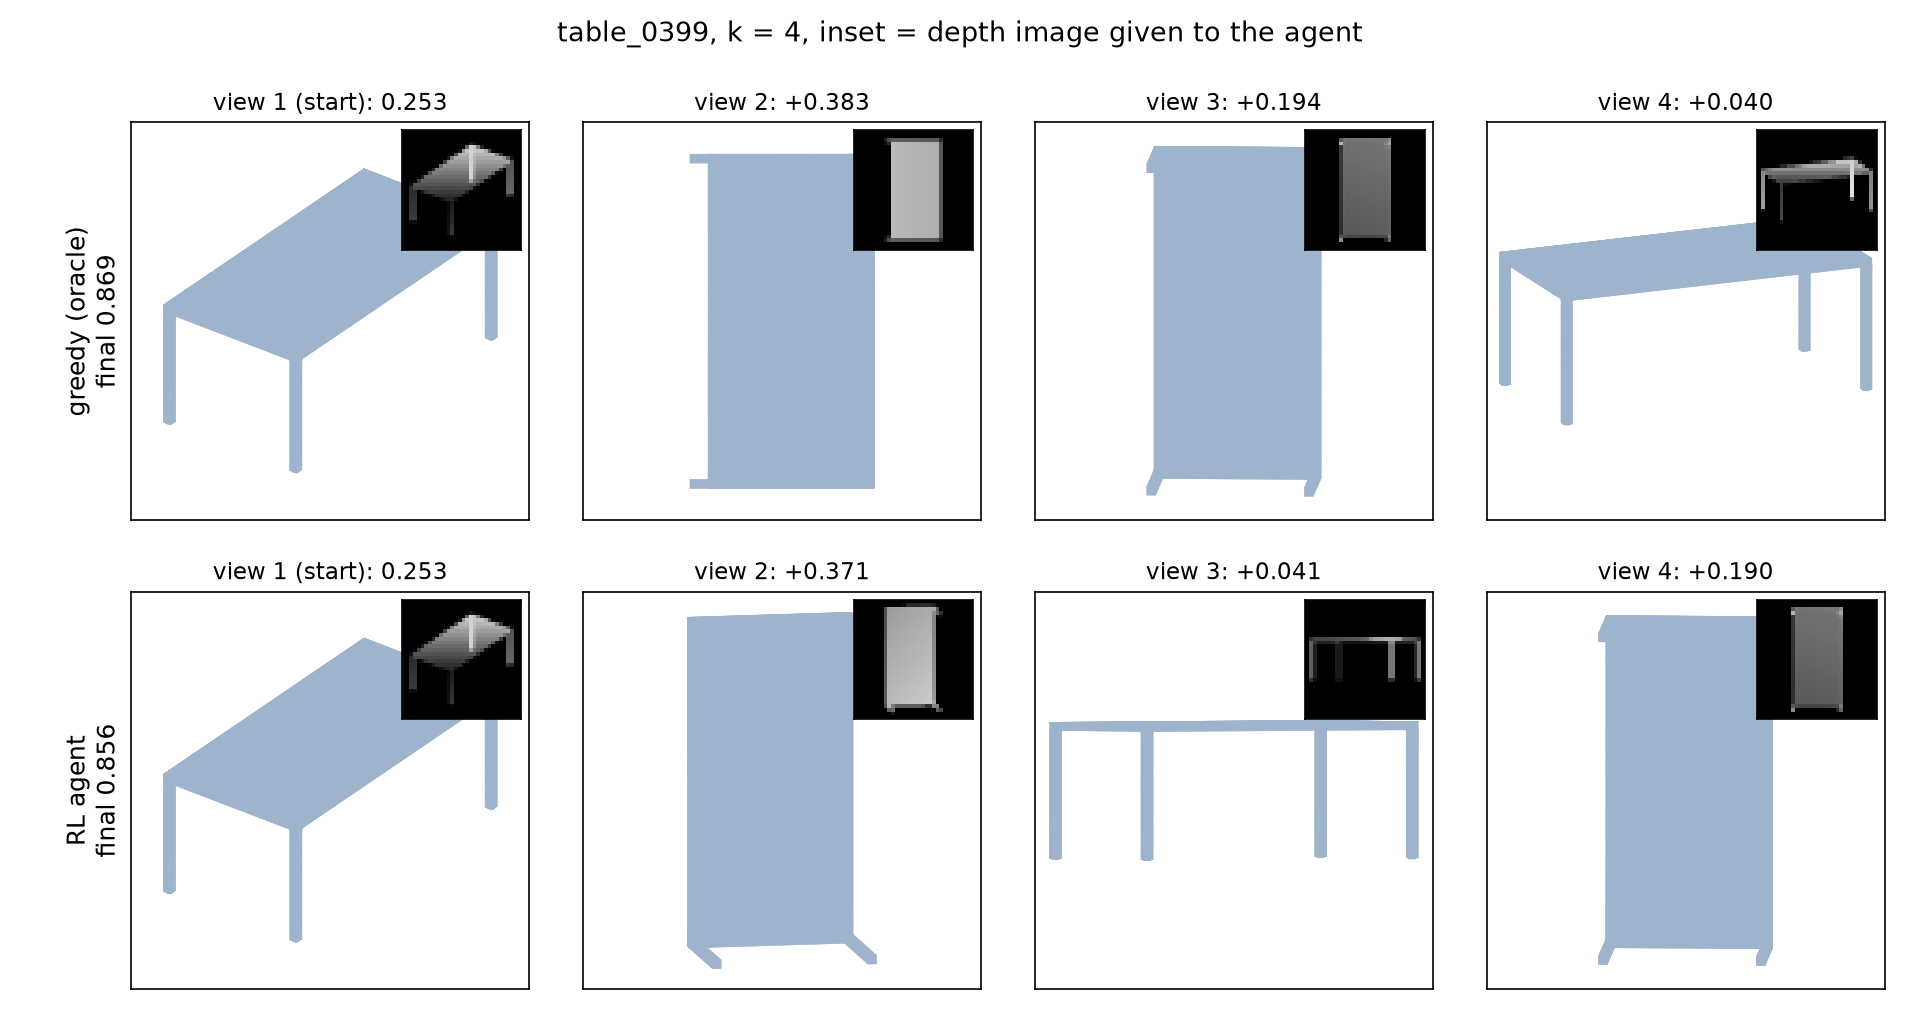 table_0399, k = 4, inset = depth image given to the agent
view 1 (start): 0.253
view 2: +0.383
view 3: +0.194
view 4: +0.040
greedy (oracle)
final 0.869
view 1 (start): 0.253
view 2: +0.371
view 3: +0.041
view 4: +0.190
RL agent
final 0.856